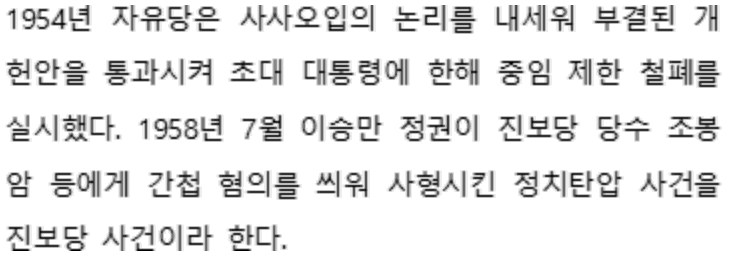 1954년 자유당은 사사오입의 논리를 내세워 부결된 개
헌안을 통과시켜 초대 대통령에 한해 중임 제한 철폐를
실시했다. 1958년 7월 이승만 정권이 진보당 당수 조봉
암 등에게 간첩 혐의를 씌워 사형시킨 정치탄압 사건을
진보당 사건이라 한다.